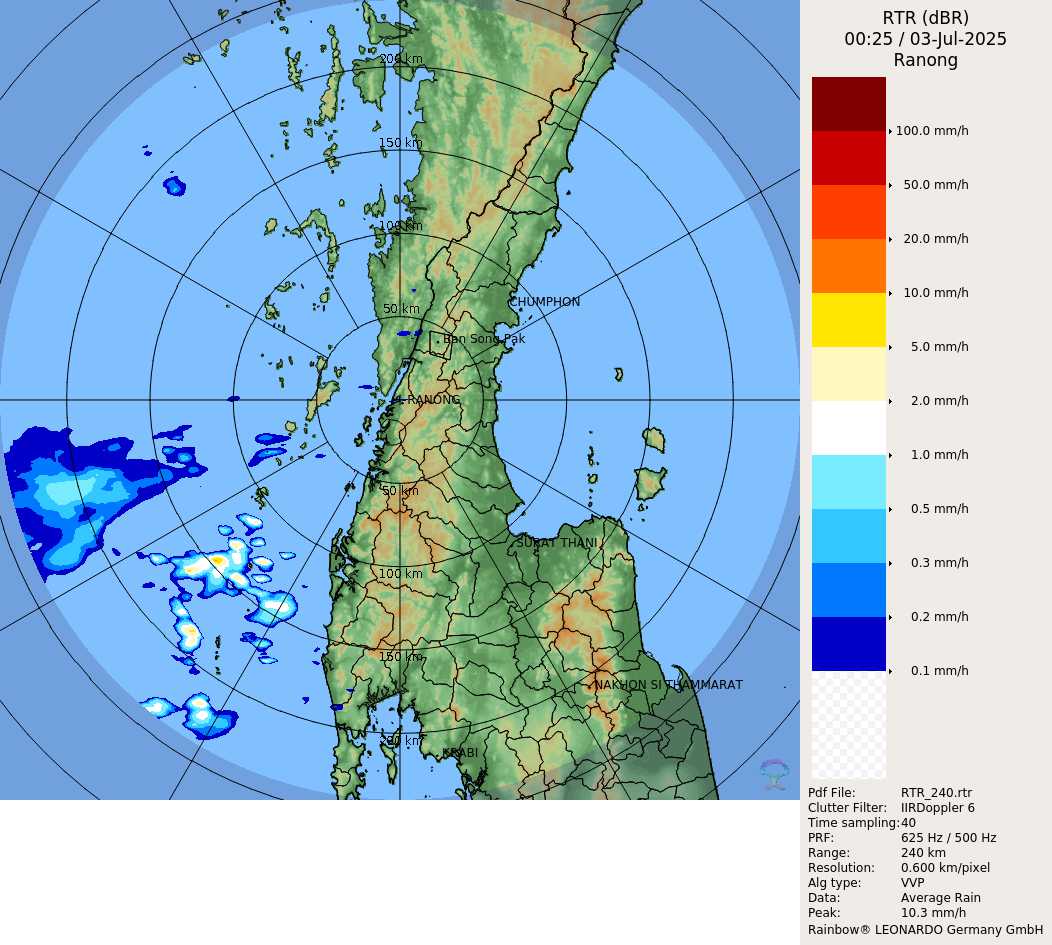 RTR (dBR)
00:25 / 03-Jul-2025
Ranong
100.0 mm/h
50.0 mm/h
20.0 mm/h
10.0 mm/h
5.0 mm/h
2.0 mm/h
1.0 mm/h
0.5 mm/h
0.3 mm/h
0.2 mm/h
0.1 mm/h
Pdf File: RTR_240.rtr
Clutter Filter: IIRDoppler 6
Time sampling: 40
PRF: 625 Hz / 500 Hz
Range: 240 km
Resolution: 0.600 km/pixel
Alg type: VVP
Data: Average Rain
Peak: 10.3 mm/h
Rainbow® LEONARDO Germany GmbH
200 km
150 km
100 km
CHUMPHON
50 km
Ban Song Pak
RANONG
50 km
SURAT THANI
100 km
150 km
NAKHON SI THAMMARAT
200 km
KRABI